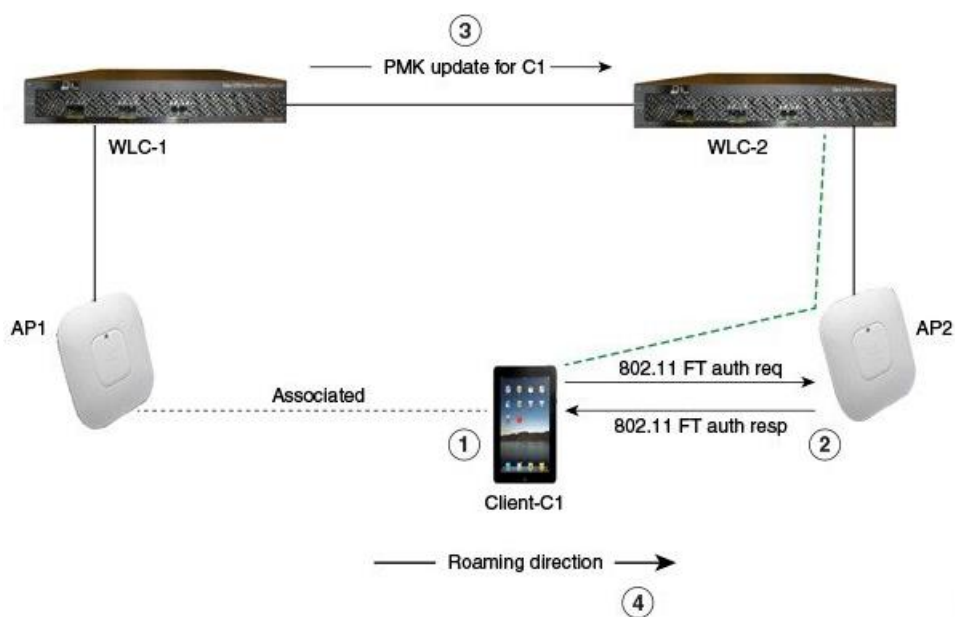 3
PMK update for C1
WLC-1
WLC-2
AP1
AP2
802.11 FT auth req
Associated
802.11 FT auth resp
1
2
Client-C1
Roaming direction
4